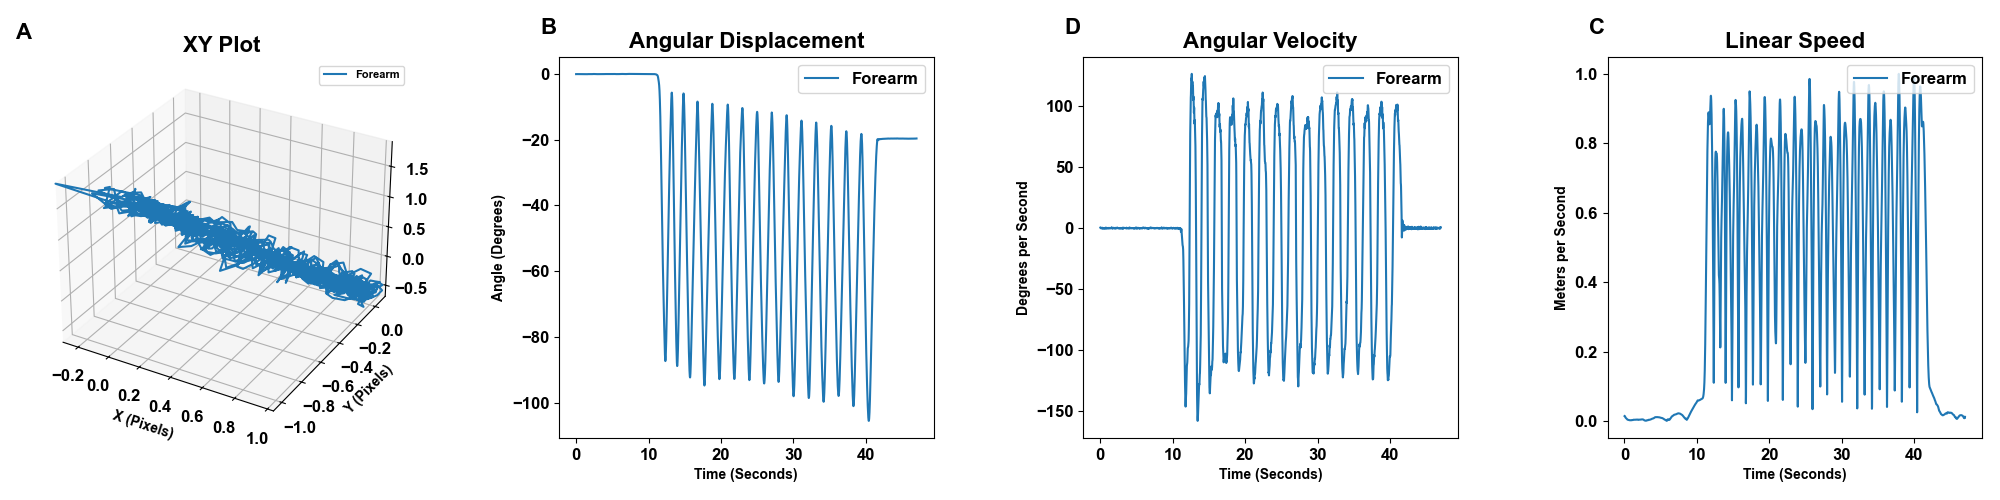 A
XY Plot
Forearm
1.5
1.0
0.5
0.0
−0.5
0.0
−0.2
−0.4
−0.6
−0.8
−1.0
Y (Pixels)
−0.2
0.0
0.2
0.4
0.6
0.8
1.0
X (Pixels)
B
Angular Displacement
Forearm
0
−20
−40
−60
−80
−100
Angle (Degrees)
0 10 20 30 40
Time (Seconds)
D
Angular Velocity
Forearm
100
50
0
−50
−100
−150
Degrees per Second
0 10 20 30 40
Time (Seconds)
C
Linear Speed
Forearm
1.0
0.8
0.6
0.4
0.2
0.0
Meters per Second
0 10 20 30 40
Time (Seconds)